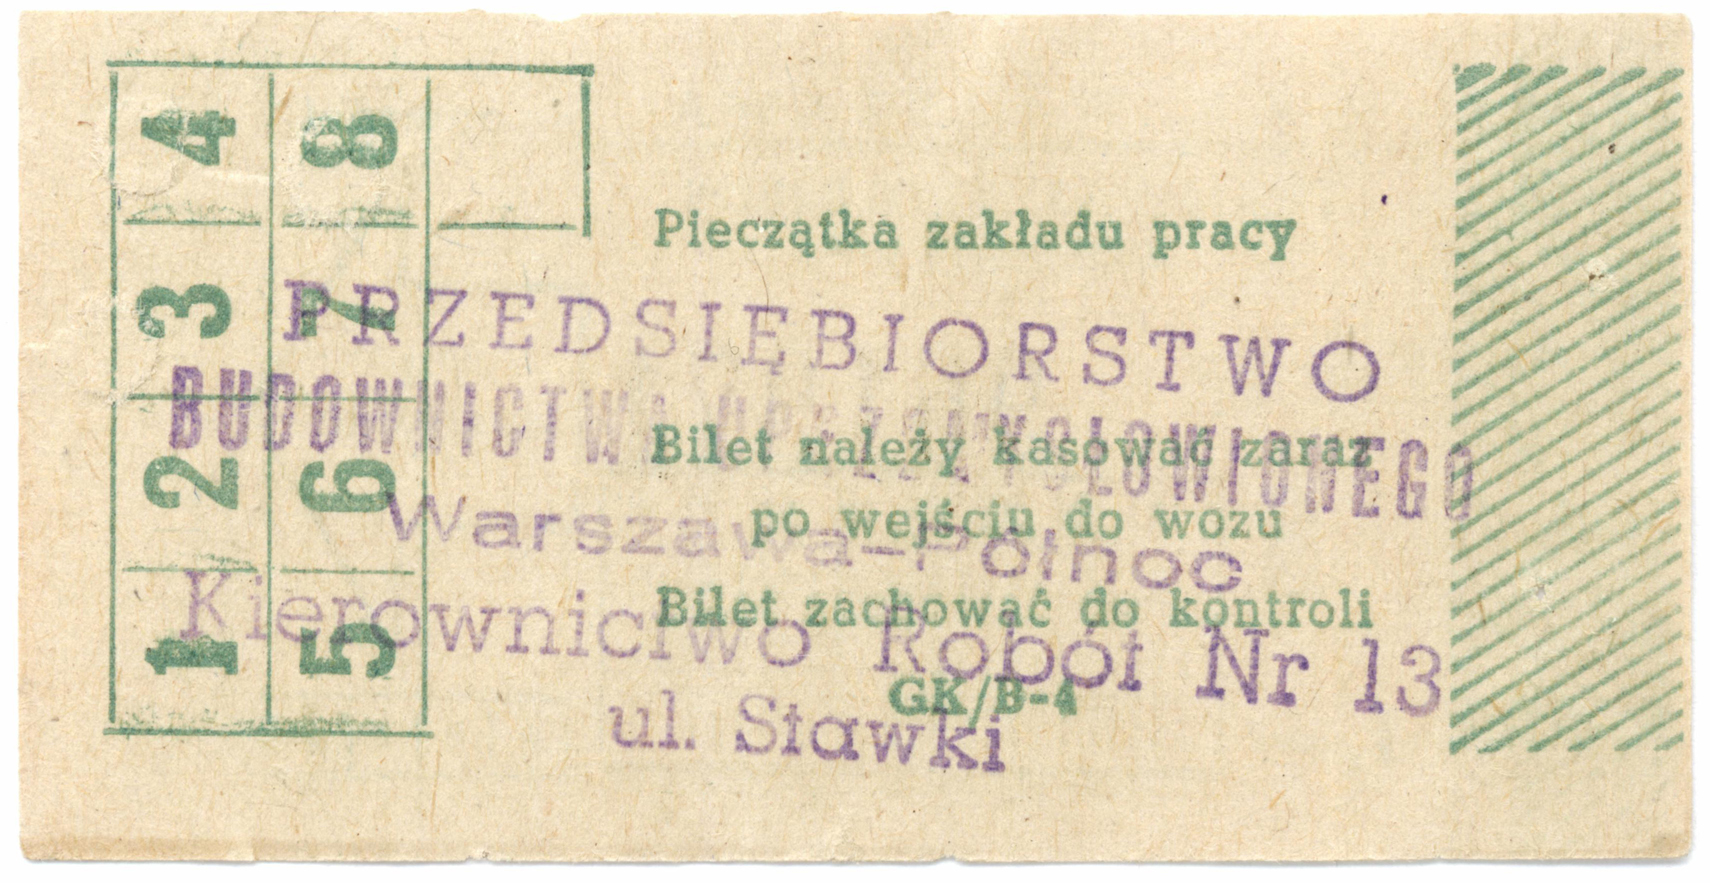 1 2 3 4
5 6 7 8
Pieczątka zakładu pracy
PRZEDSIĘBIORSTWO
BUDOWNICTWA UPRZEMYSŁOWIONEGO
Bilet należy kasować zaraz
po wejściu do wozu
Warszawa–Północ
Bilet zachować do kontroli
Kierownictwo Robót Nr 13
GK/B-4
ul. Stawki